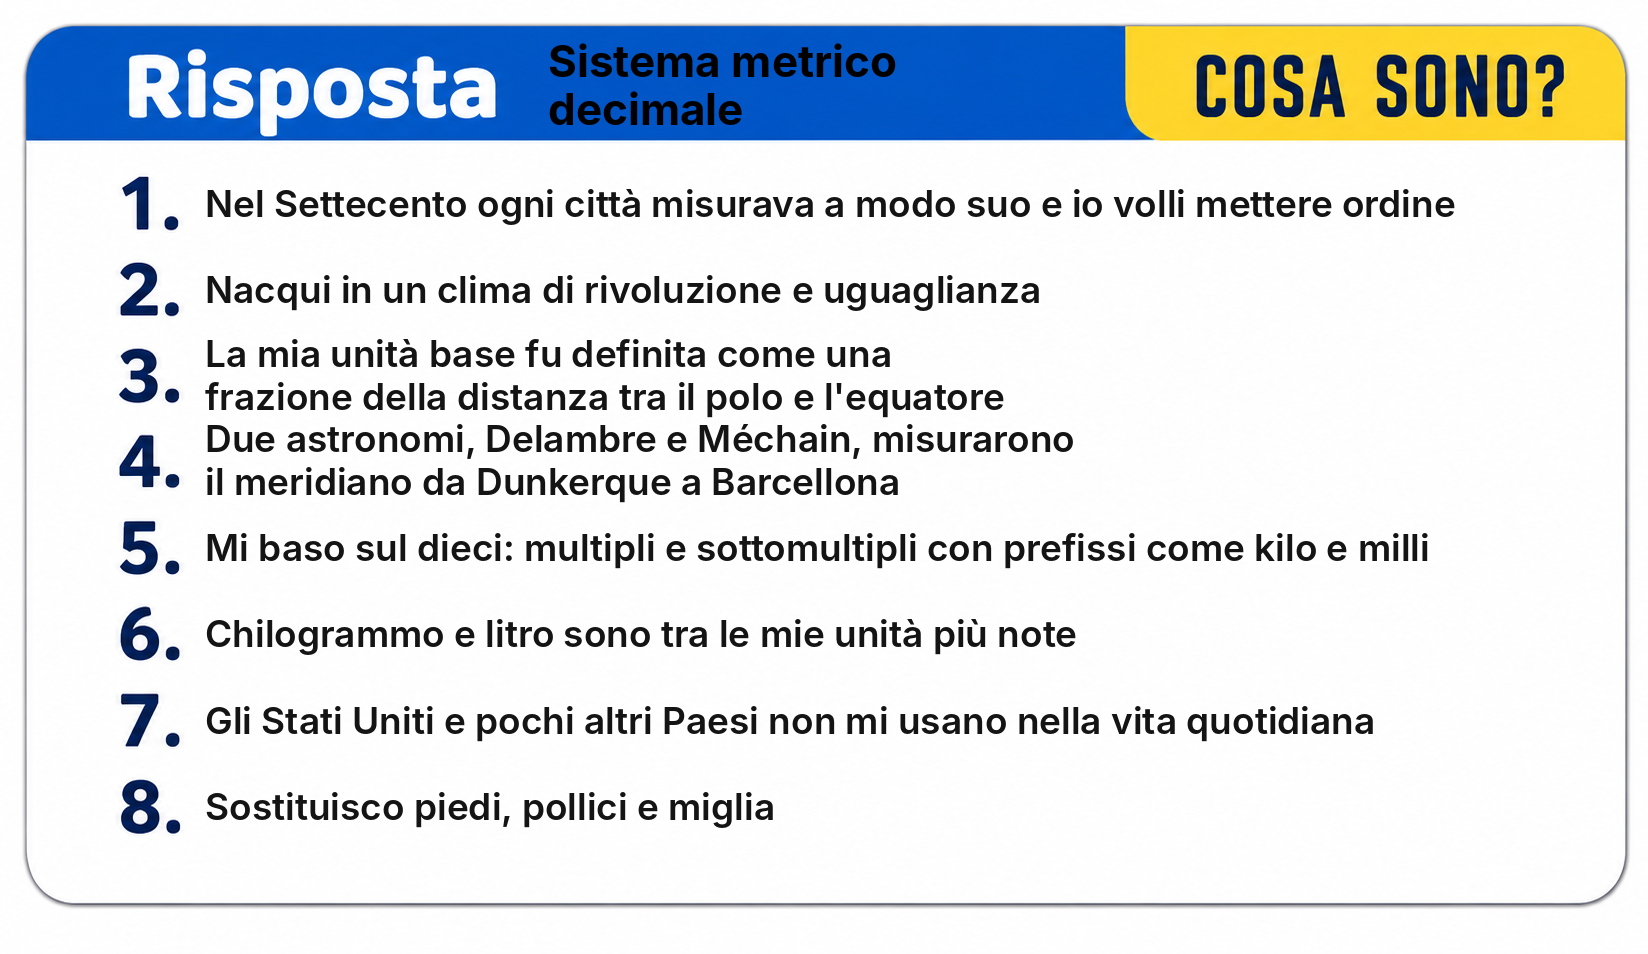 Risposta
Sistema metrico
decimale
COSA SONO?
1. Nel Settecento ogni città misurava a modo suo e io volli mettere ordine
2. Nacqui in un clima di rivoluzione e uguaglianza
3. La mia unità base fu definita come una
frazione della distanza tra il polo e l'equatore
4. Due astronomi, Delambre e Méchain, misurarono
il meridiano da Dunkerque a Barcellona
5. Mi baso sul dieci: multipli e sottomultipli con prefissi come kilo e milli
6. Chilogrammo e litro sono tra le mie unità più note
7. Gli Stati Uniti e pochi altri Paesi non mi usano nella vita quotidiana
8. Sostituisco piedi, pollici e miglia